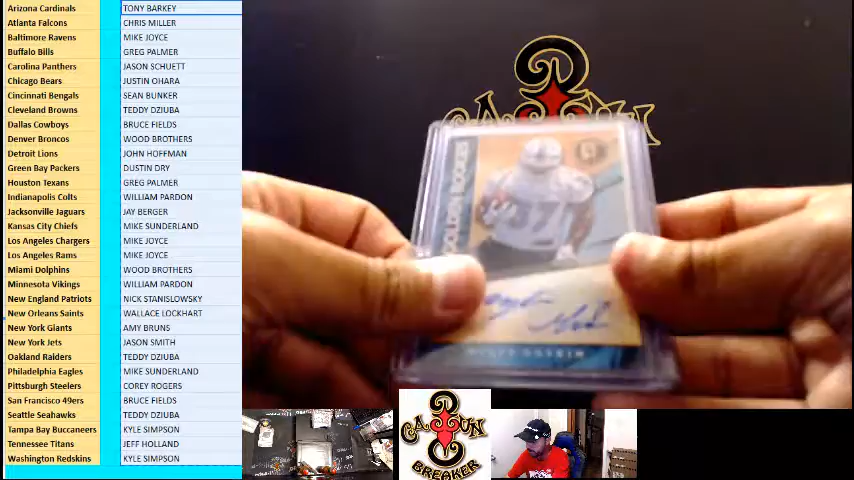 Arizona Cardinals TONY BARKEY
Atlanta Falcons CHRIS MILLER
Baltimore Ravens MIKE JOYCE
Buffalo Bills GREG PALMER
Carolina Panthers JASON SCHUETT
Chicago Bears JUSTIN OHARA
Cincinnati Bengals SEAN BUNKER
Cleveland Browns TEDDY DZIUBA
Dallas Cowboys BRUCE FIELDS
Denver Broncos WOOD BROTHERS
Detroit Lions JOHN HOFFMAN
Green Bay Packers DUSTIN DRY
Houston Texans GREG PALMER
Indianapolis Colts WILLIAM PARDON
Jacksonville Jaguars JAY BERGER
Kansas City Chiefs MIKE SUNDERLAND
Los Angeles Chargers MIKE JOYCE
Los Angeles Rams MIKE JOYCE
Miami Dolphins WOOD BROTHERS
Minnesota Vikings WILLIAM PARDON
New England Patriots NICK STANISLOWSKY
New Orleans Saints WALLACE LOCKHART
New York Giants AMY BRUNS
New York Jets JASON SMITH
Oakland Raiders TEDDY DZIUBA
Philadelphia Eagles MIKE SUNDERLAND
Pittsburgh Steelers COREY ROGERS
San Francisco 49ers BRUCE FIELDS
Seattle Seahawks TEDDY DZIUBA
Tampa Bay Buccaneers KYLE SIMPSON
Tennessee Titans JEFF HOLLAND
Washington Redskins KYLE SIMPSON
CAJUN
37
CAJUN
BREAKER